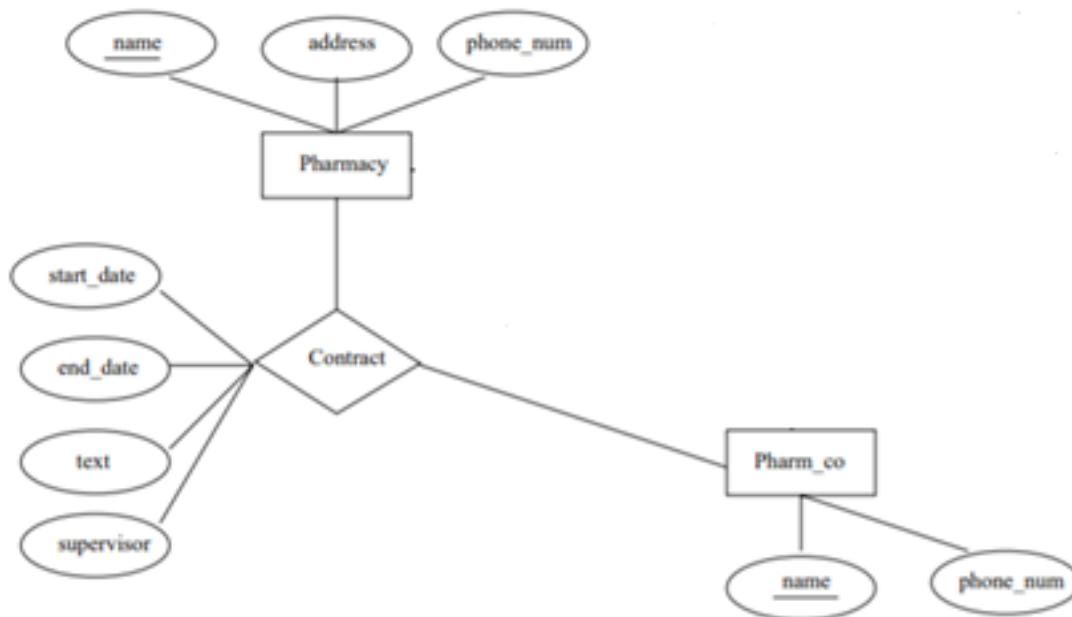 name
address
phone_num
Pharmacy
start_date
Contract
end_date
text
Pharm_co
supervisor
name
phone_num